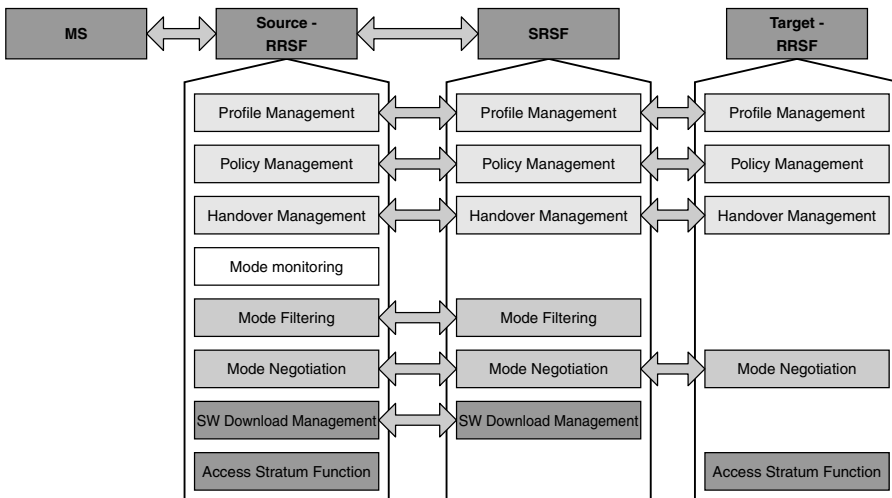 MS
Source -
RRSF
SRSF
Target -
RRSF
Profile Management
Profile Management
Profile Management
Policy Management
Policy Management
Policy Management
Handover Management
Handover Management
Handover Management
Mode monitoring
Mode Filtering
Mode Filtering
Mode Negotiation
Mode Negotiation
Mode Negotiation
SW Download Management
SW Download Management
Access Stratum Function
Access Stratum Function